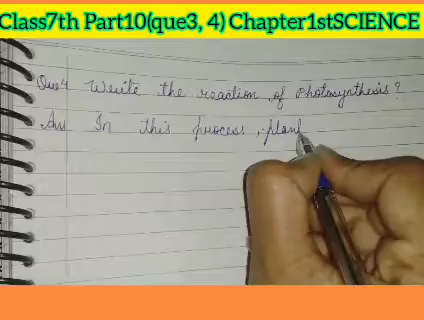 Class7th Part10(que3, 4) Chapter1stSCIENCE
Que4 Write the reaction of Photosynthesis?
Ans In this process, plant